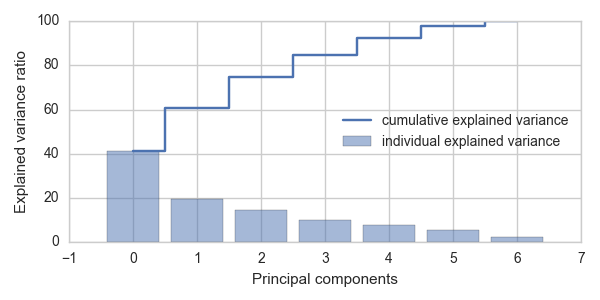 Explained variance ratio
100
80
60
40
20
0
cumulative explained variance
individual explained variance
−1 0 1 2 3 4 5 6 7
Principal components